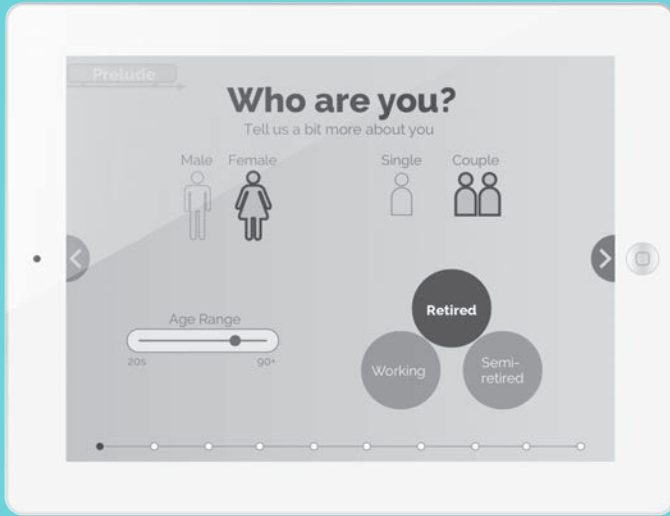 Prelude
Who are you?
Tell us a bit more about you
Male Female
Single Couple
Age Range
20s 90+
Retired
Working
Semi-
retired